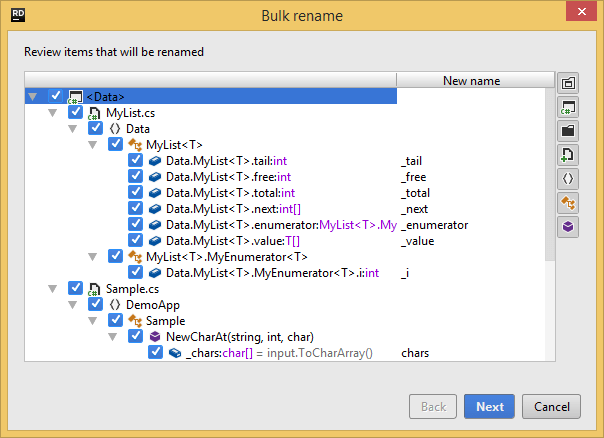 RD
Bulk rename
Review items that will be renamed
New name
C# <Data>
C# MyList.cs
Data
MyList<T>
Data.MyList<T>.tail:int _tail
Data.MyList<T>.free:int _free
Data.MyList<T>.total:int _total
Data.MyList<T>.next:int[] _next
Data.MyList<T>.enumerator:MyList<T>.My _enumerator
Data.MyList<T>.value:T[] _value
MyList<T>.MyEnumerator<T>
Data.MyList<T>.MyEnumerator<T>.i:int _i
C# Sample.cs
DemoApp
Sample
NewCharAt(string, int, char)
_chars:char[] = input.ToCharArray() chars
Back Next Cancel